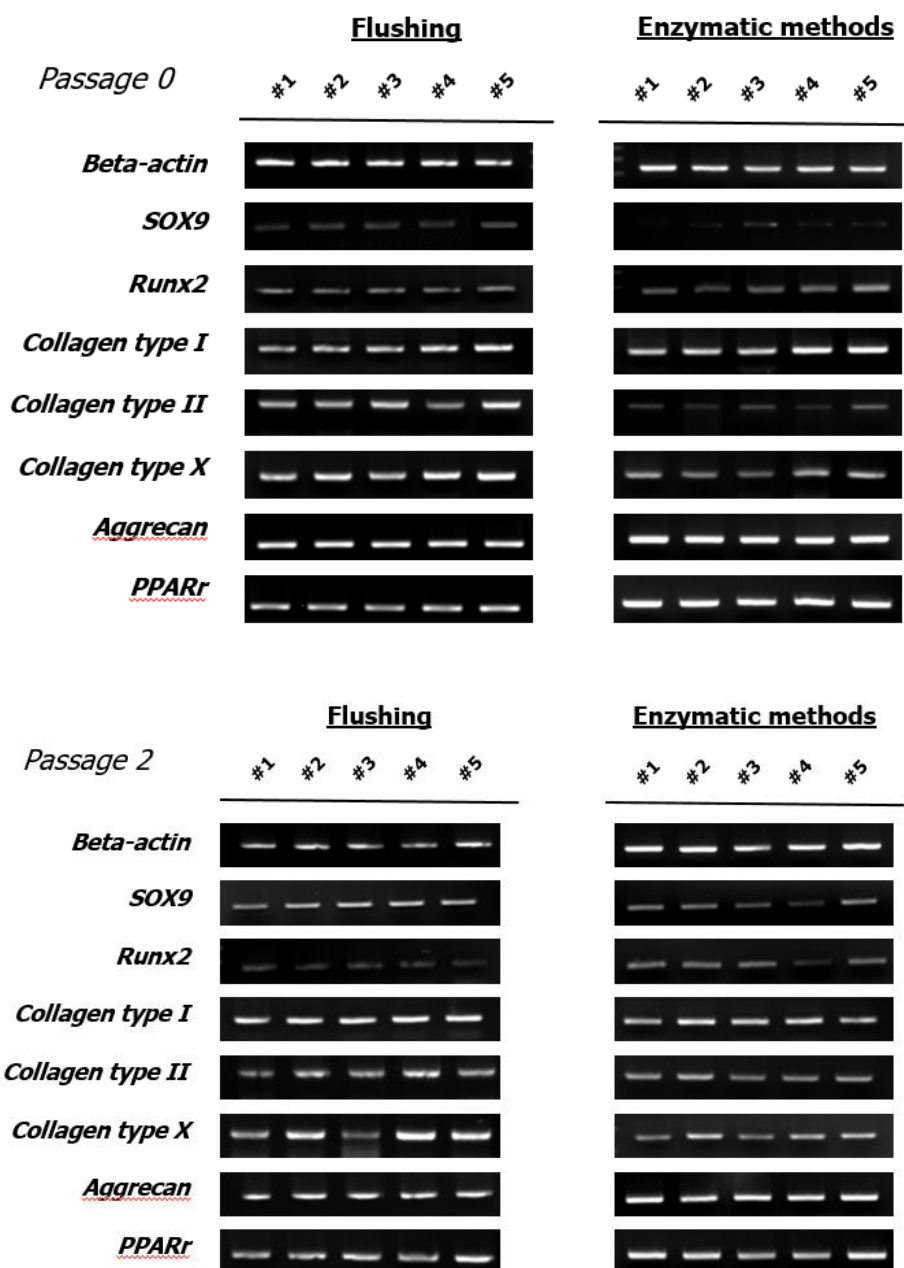 Flushing Enzymatic methods
Passage 0 #1 #2 #3 #4 #5 #1 #2 #3 #4 #5
Beta-actin
SOX9
Runx2
Collagen type I
Collagen type II
Collagen type X
Aggrecan
PPARr
Flushing Enzymatic methods
Passage 2 #1 #2 #3 #4 #5 #1 #2 #3 #4 #5
Beta-actin
SOX9
Runx2
Collagen type I
Collagen type II
Collagen type X
Aggrecan
PPARr